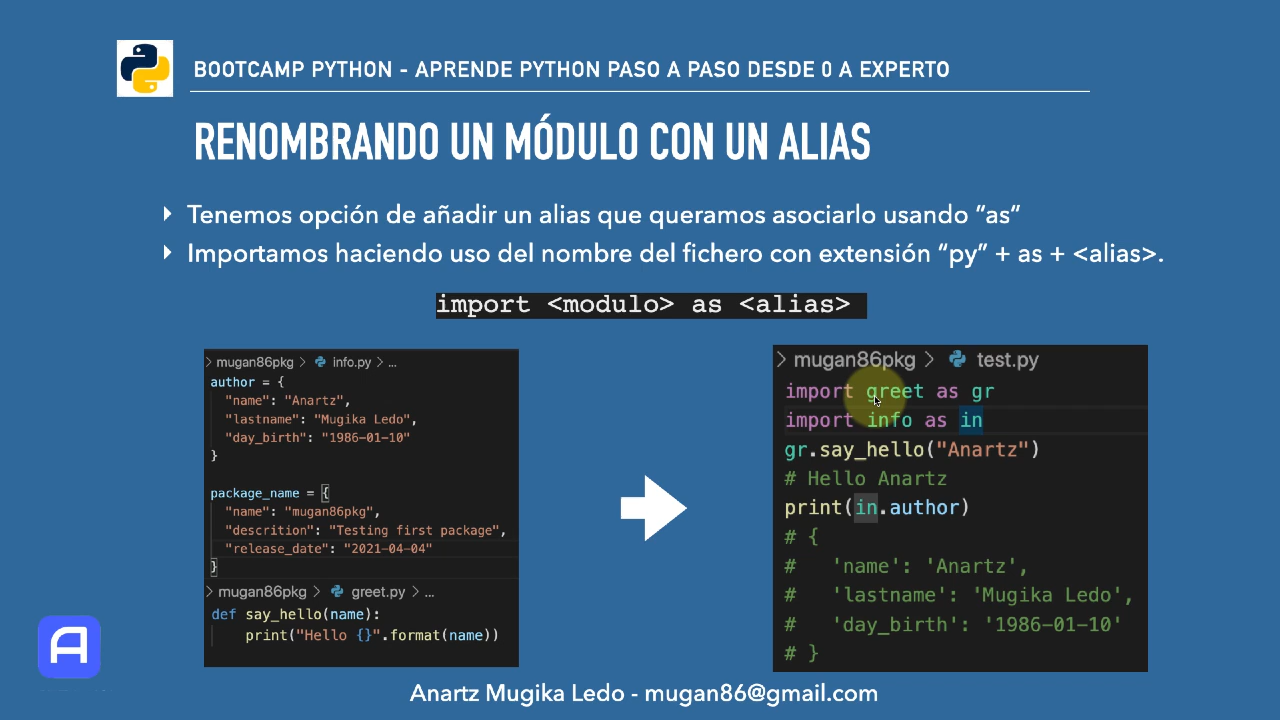 BOOTCAMP PYTHON - APRENDE PYTHON PASO A PASO DESDE 0 A EXPERTO
RENOMBRANDO UN MÓDULO CON UN ALIAS
Tenemos opción de añadir un alias que queramos asociarlo usando “as”
Importamos haciendo uso del nombre del fichero con extensión “py” + as + <alias>.
import <modulo> as <alias>
> mugan86pkg > info.py > ...
author = {
"name": "Anartz",
"lastname": "Mugika Ledo",
"day_birth": "1986-01-10"
}
package_name = {
"name": "mugan86pkg",
"descrition": "Testing first package",
"release_date": "2021-04-04"
}
> mugan86pkg > greet.py > ...
def say_hello(name):
print("Hello {}".format(name))
> mugan86pkg > test.py
import greet as gr
import info as in
gr.say_hello("Anartz")
# Hello Anartz
print(in.author)
# {
#   'name': 'Anartz',
#   'lastname': 'Mugika Ledo',
#   'day_birth': '1986-01-10'
# }
Anartz Mugika Ledo - mugan86@gmail.com